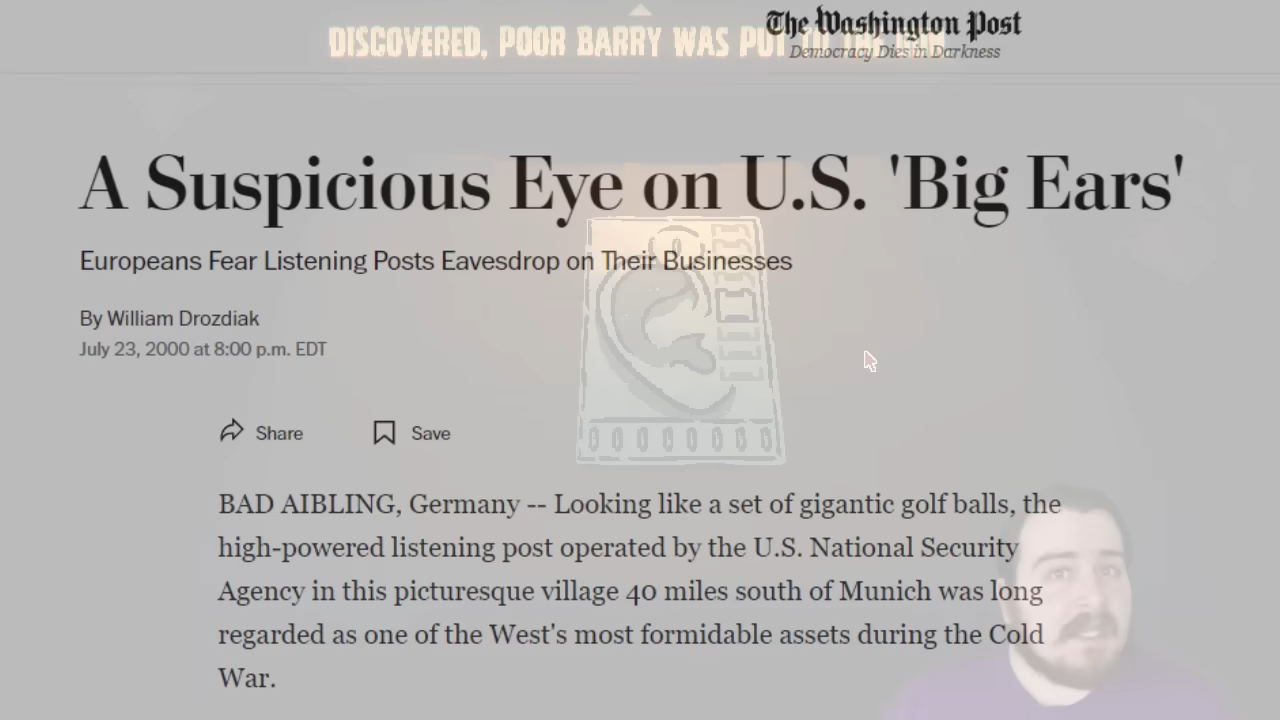 DISCOVERED, POOR BARRY WAS PUT TO THE
The Washington Post
Democracy Dies in Darkness
A Suspicious Eye on U.S. 'Big Ears'
Europeans Fear Listening Posts Eavesdrop on Their Businesses
By William Drozdiak
July 23, 2000 at 8:00 p.m. EDT
Share
Save
BAD AIBLING, Germany -- Looking like a set of gigantic golf balls, the
high-powered listening post operated by the U.S. National Security
Agency in this picturesque village 40 miles south of Munich was long
regarded as one of the West's most formidable assets during the Cold
War.